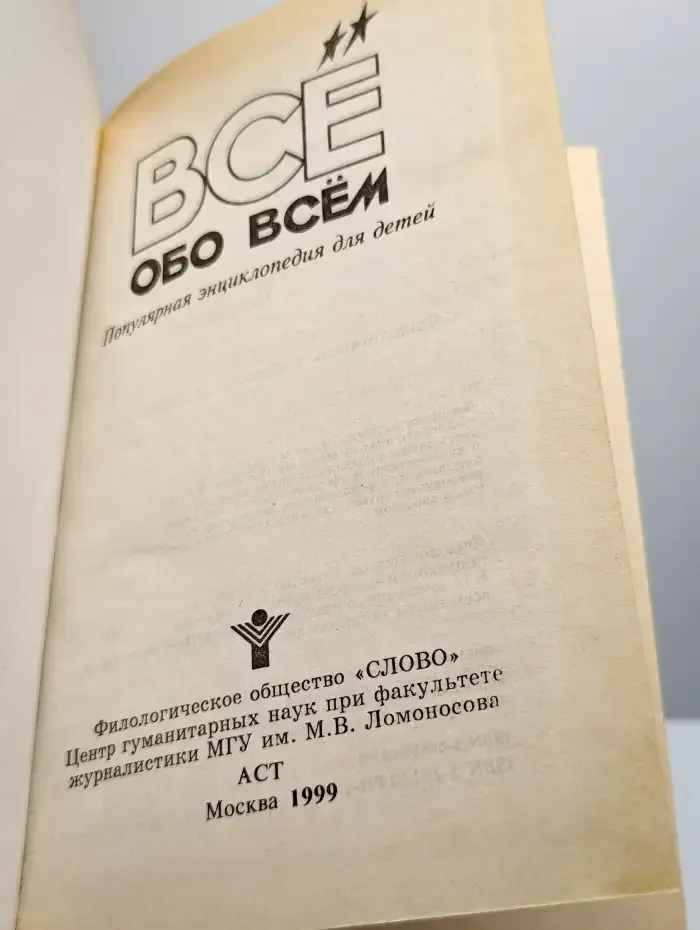 ВСЁ
ОБО ВСЁМ
Популярная энциклопедия для детей
Филологическое общество «СЛОВО»
Центр гуманитарных наук при факультете
журналистики МГУ им. М.В. Ломоносова
АСТ
Москва 1999